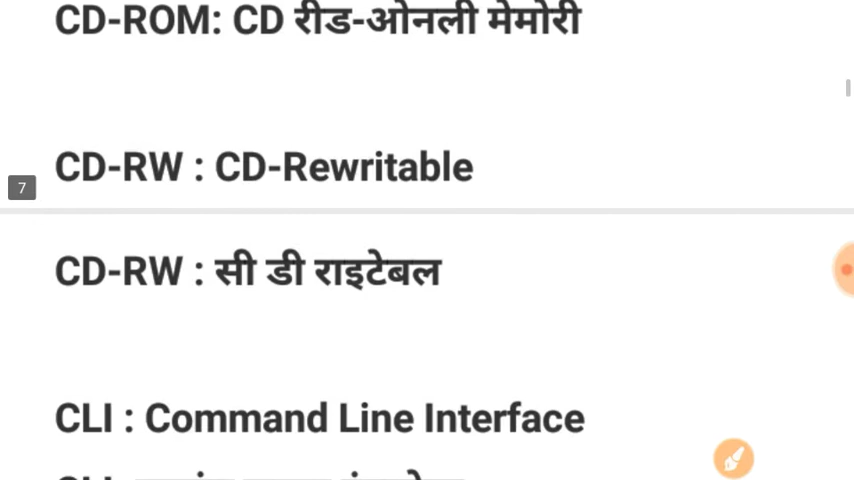 CD-ROM: CD रीड-ओनली मेमोरी
CD-RW : CD-Rewritable
7
CD-RW : सी डी राइटेबल
CLI : Command Line Interface